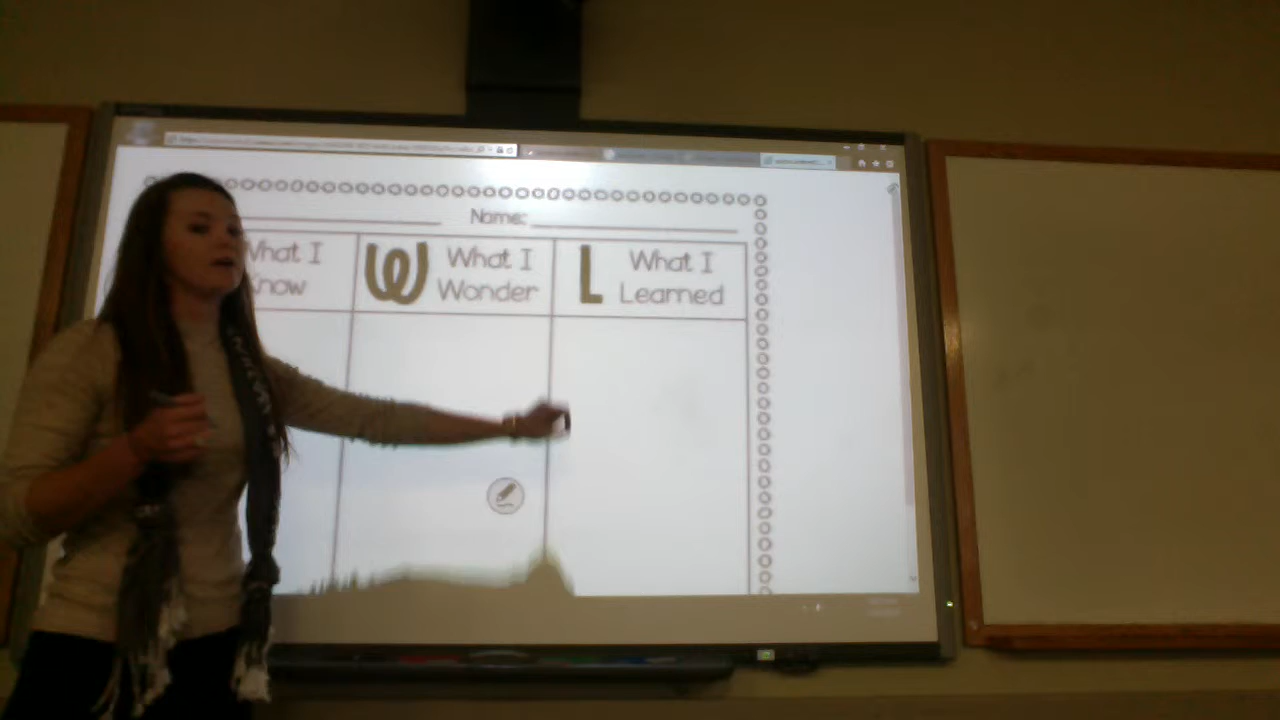 Name:
What I
Know
W What I
Wonder
L What I
Learned